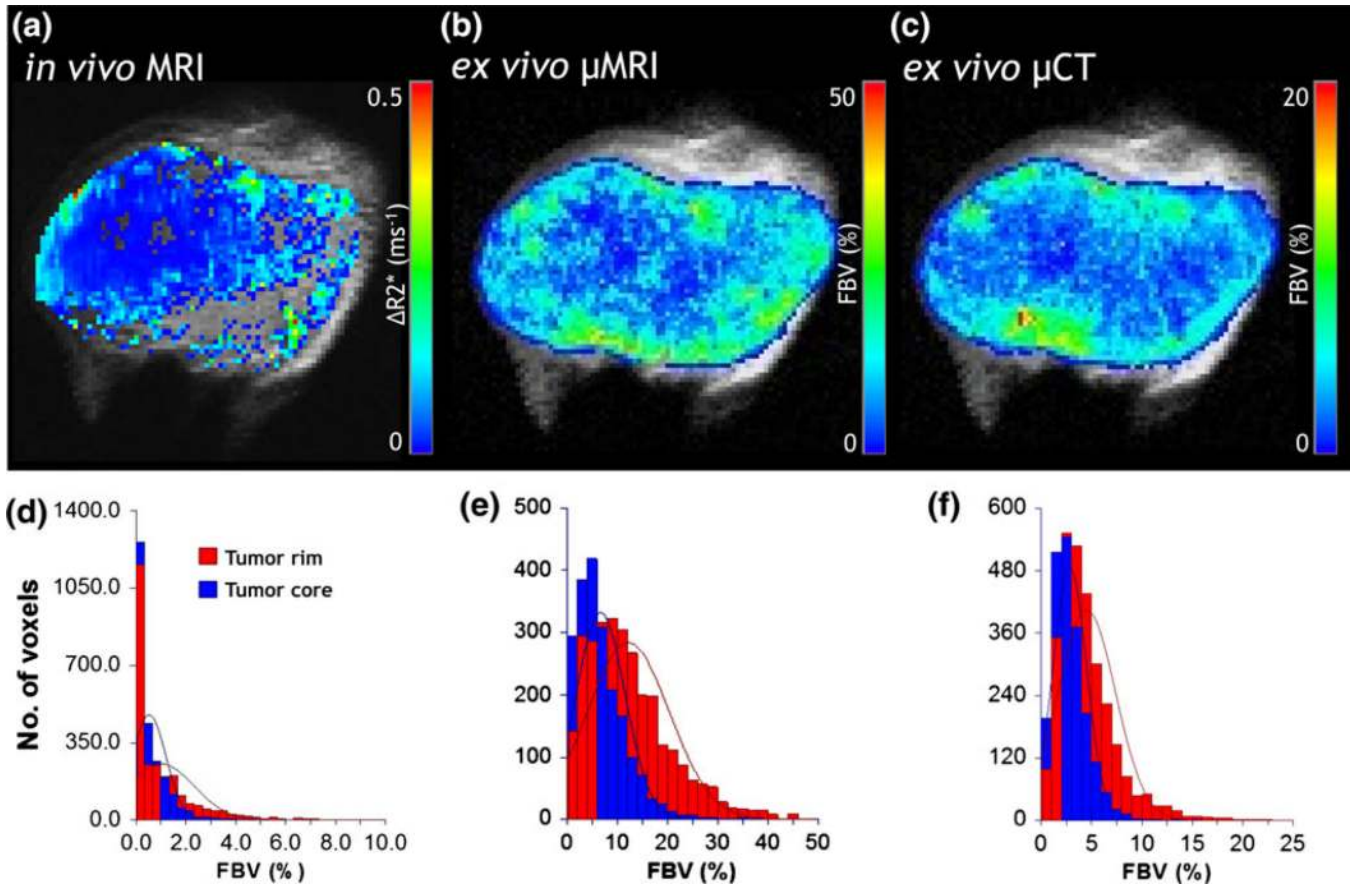 (a)
in vivo MRI
0.5
ΔR2* (ms⁻¹)
0
(b)
ex vivo µMRI
50
FBV (%)
0
(c)
ex vivo µCT
20
FBV (%)
0
(d)
No. of voxels
1400.0
1050.0
700.0
350.0
0.0
Tumor rim
Tumor core
0.0 2.0 4.0 6.0 8.0 10.0
FBV (% )
(e)
500
400
300
200
100
0
0 10 20 30 40 50
FBV (%)
(f)
600
480
360
240
120
0
0 5 10 15 20 25
FBV (%)